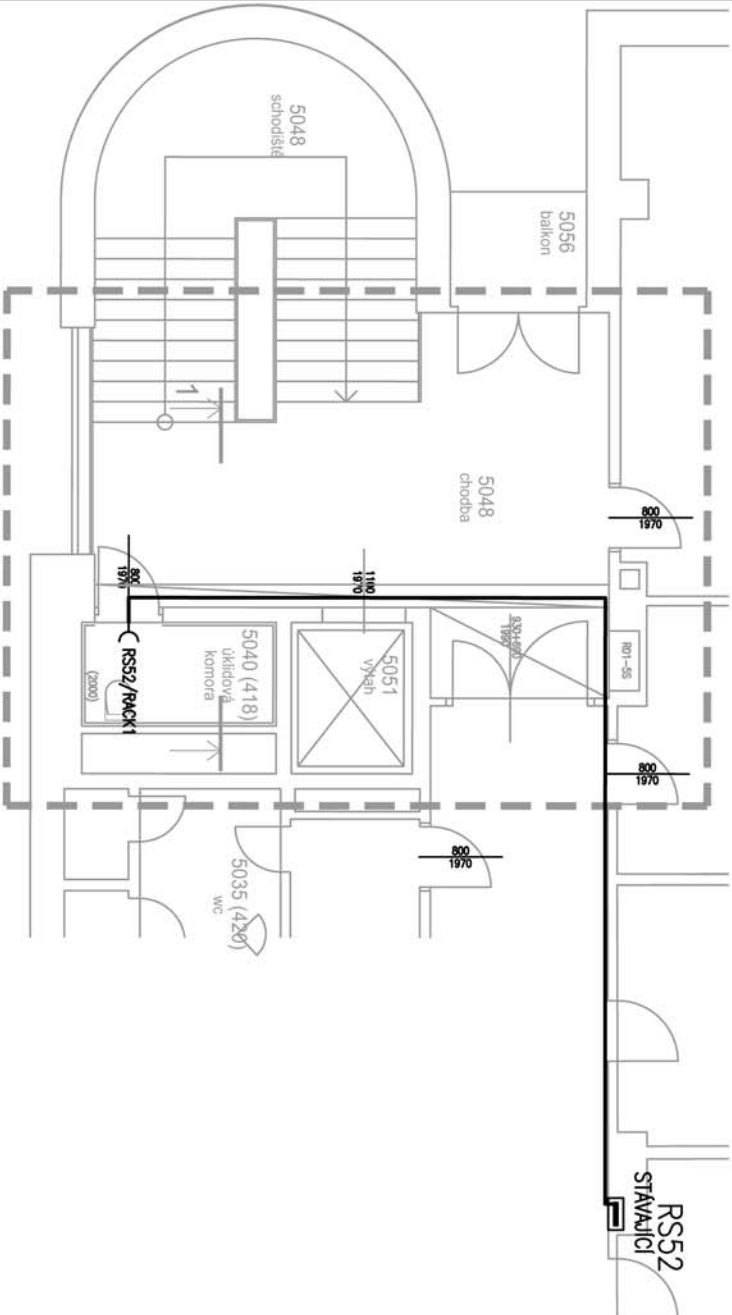 5048
schodiště
5056
balkon
1
5048
chodba
800
1970
800
1970
1100
1970
R01-5S
5040 (418)
úklidová
komora
(2000)
RS52/RACK1
5051
výtah
800
1970
800
1970
5035 (420)
WC
RS52
STÁVAJÍCÍ